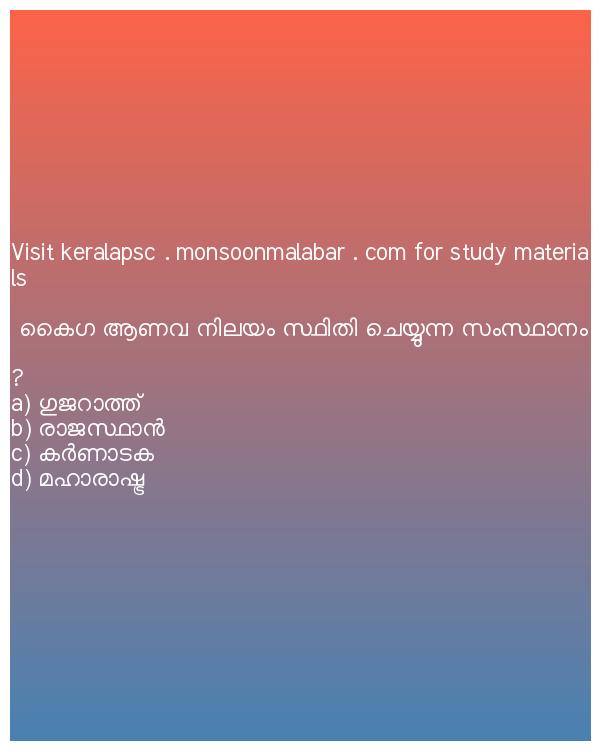 Visit keralapsc . monsoonmalabar . com for study materia
ls
കൈഗ ആണവ നിലയം സ്ഥിതി ചെയ്യുന്ന സംസ്ഥാനം
?
a) ഗുജറാത്ത്
b) രാജസ്ഥാൻ
c) കർണാടക
d) മഹാരാഷ്ട്ര